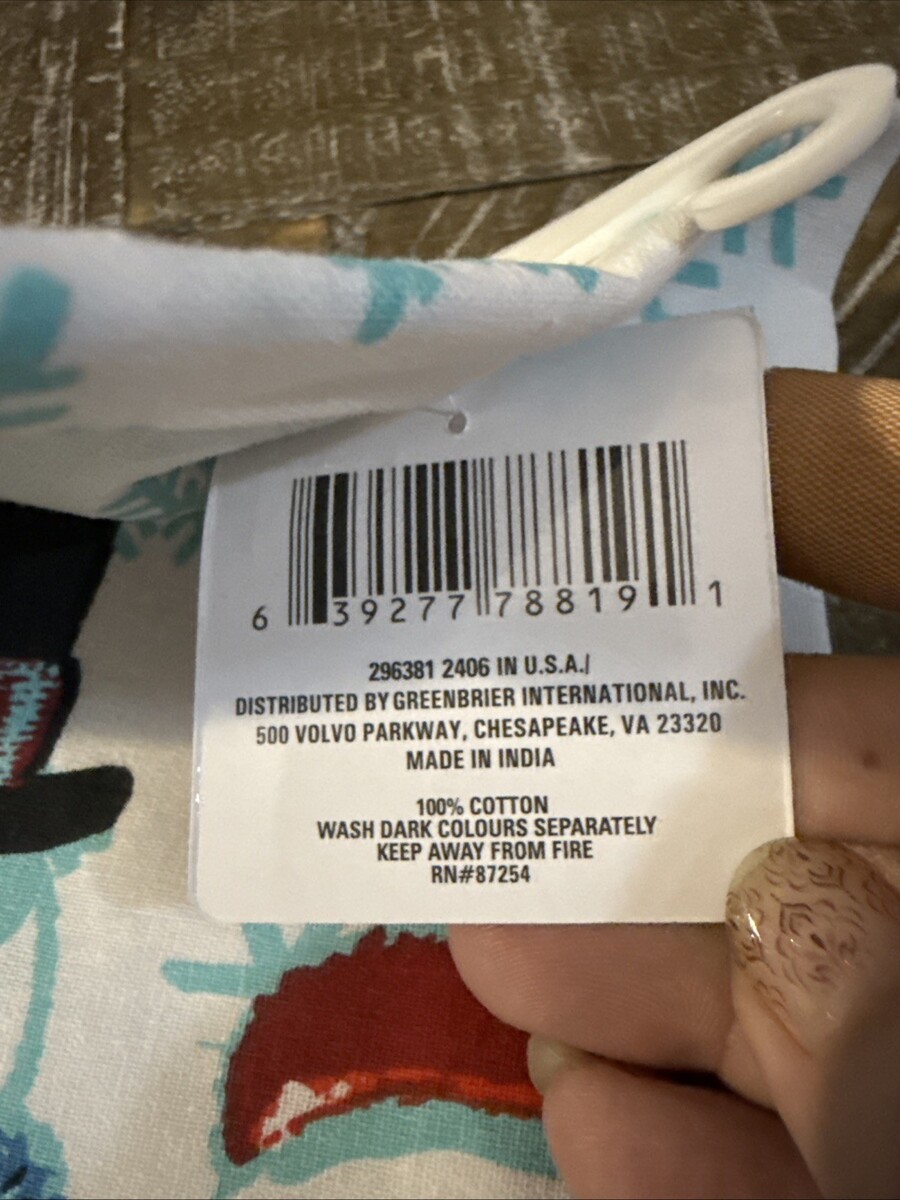 6 39277 78819 1
296381 2406 IN U.S.A./
DISTRIBUTED BY GREENBRIER INTERNATIONAL, INC.
500 VOLVO PARKWAY, CHESAPEAKE, VA 23320
MADE IN INDIA
100% COTTON
WASH DARK COLOURS SEPARATELY
KEEP AWAY FROM FIRE
RN#87254